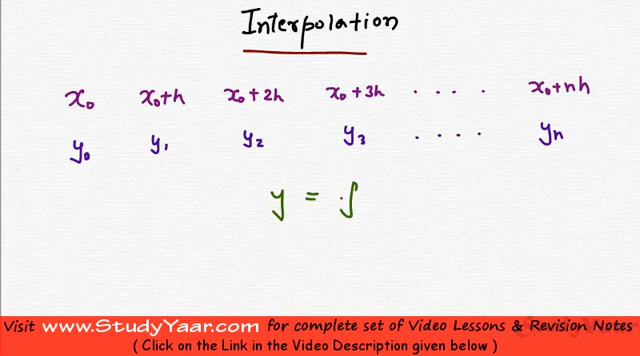 Interpolation
x₀ x₀+h x₀+2h x₀+3h . . . . x₀+nh
y₀ y₁ y₂ y₃ . . . . yn
y = f
Visit www.StudyYaar.com for complete set of Video Lessons & Revision Notes
( Click on the Link in the Video Description given below )